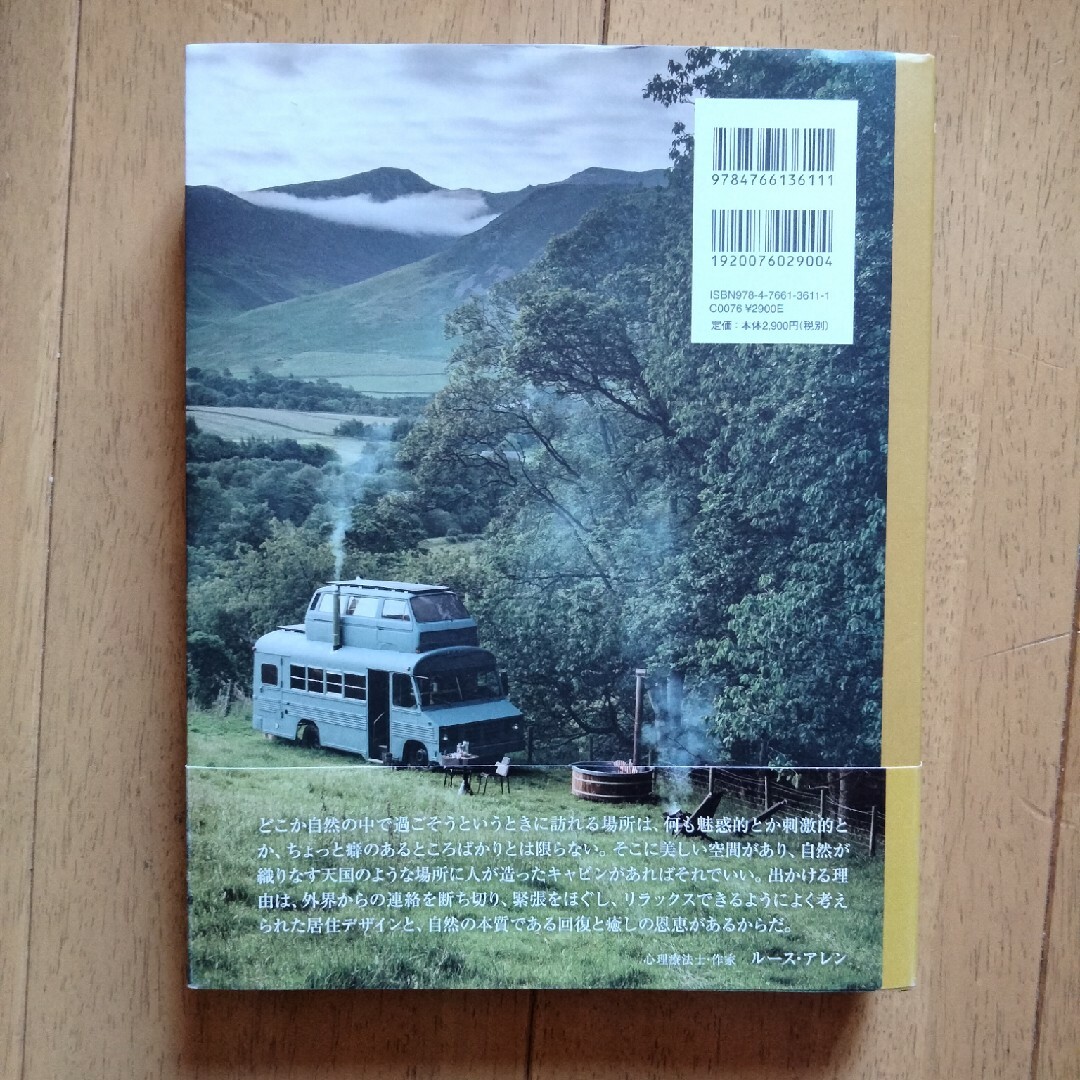 9784766136111
1920076029004
ISBN978-4-7661-3611-1
C0076 ¥2900E
定価：本体2,900円（税別）
どこか自然の中で過ごそうというときに訪れる場所は、何も魅惑的とか刺激的と
か、ちょっと癖のあるところばかりとは限らない。そこに美しい空間があり、自然が
織りなす天国のような場所に人が造ったキャビンがあればそれでいい。出かける理
由は、外界からの連絡を断ち切り、緊張をほぐし、リラックスできるようによく考え
られた居住デザインと、自然の本質である回復と癒しの恩恵があるからだ。
心理療法士・作家　ルース・アレン